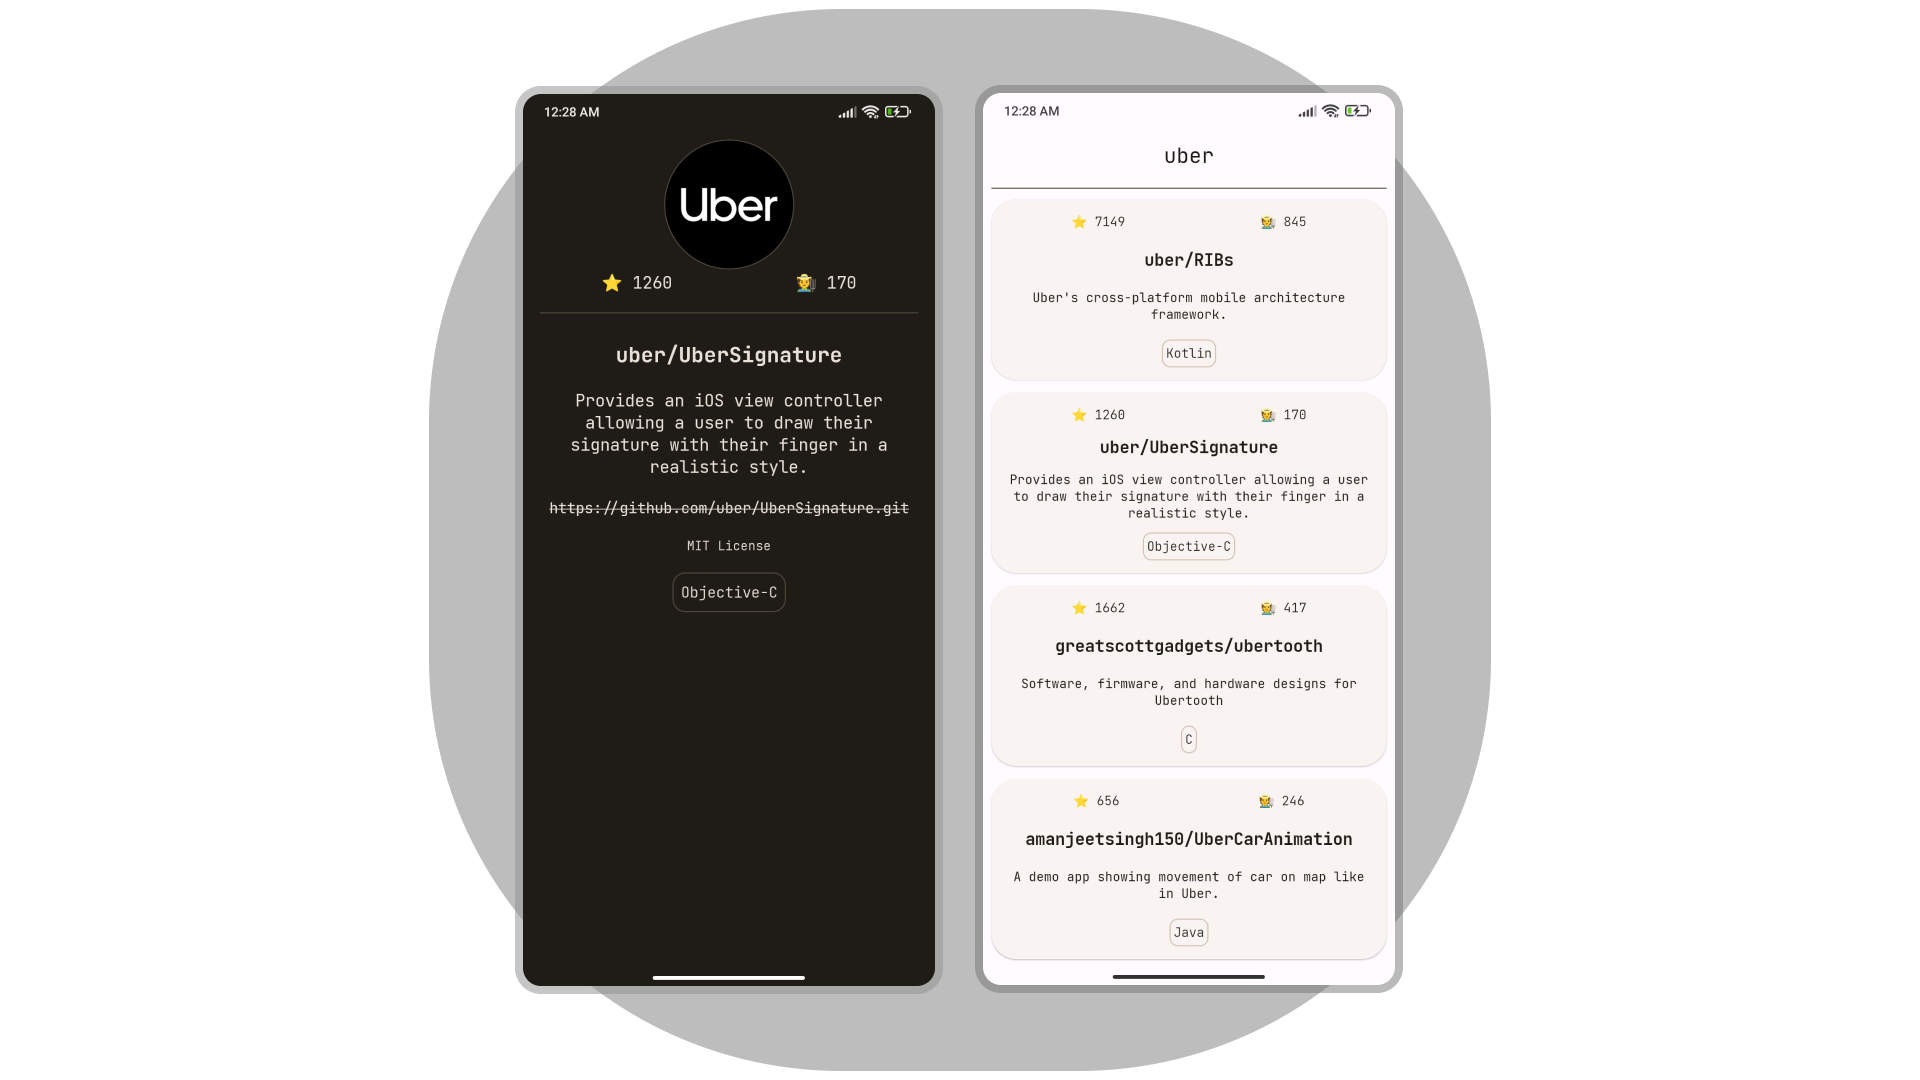 12:28 AM
Uber
⭐ 1260
🧑‍🌾 170
uber/UberSignature
Provides an iOS view controller
allowing a user to draw their
signature with their finger in a
realistic style.
https://github.com/uber/UberSignature.git
MIT License
Objective-C
12:28 AM
uber
⭐ 7149
🧑‍🌾 845
uber/RIBs
Uber's cross-platform mobile architecture
framework.
Kotlin
⭐ 1260
🧑‍🌾 170
uber/UberSignature
Provides an iOS view controller allowing a user
to draw their signature with their finger in a
realistic style.
Objective-C
⭐ 1662
🧑‍🌾 417
greatscottgadgets/ubertooth
Software, firmware, and hardware designs for
Ubertooth
C
⭐ 656
🧑‍🌾 246
amanjeetsingh150/UberCarAnimation
A demo app showing movement of car on map like
in Uber.
Java